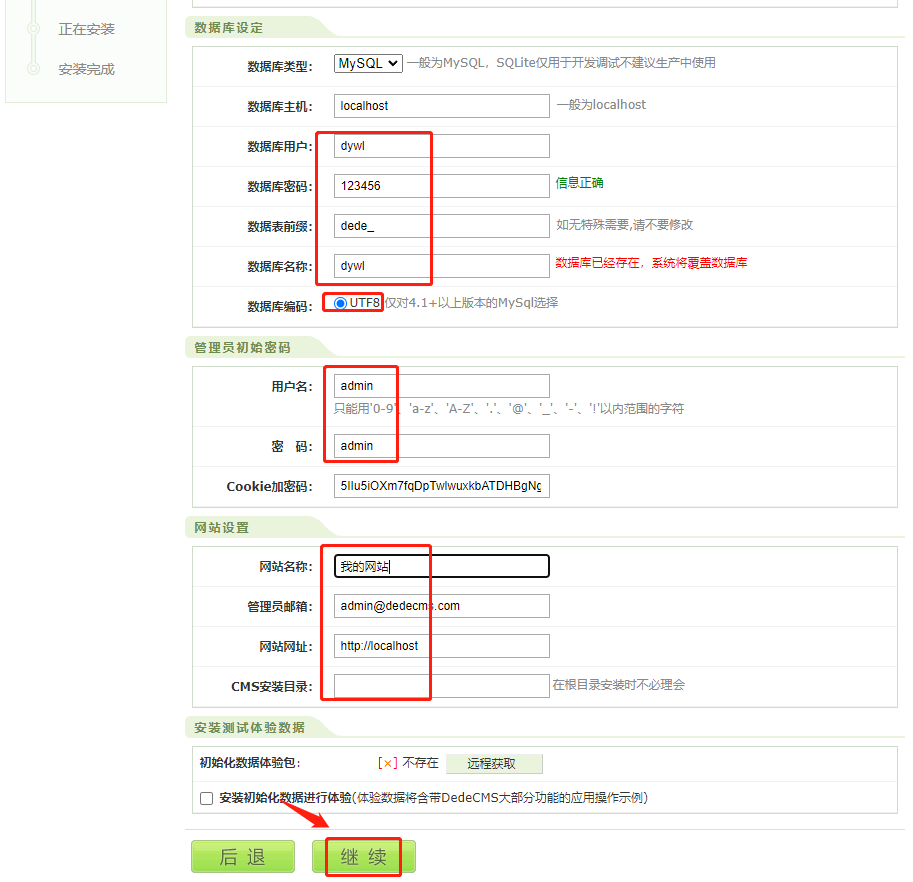 正在安装
安装完成
数据库设定
数据库类型： MySQL 一般为MySQL，SQLite仅用于开发调试不建议生产中使用
数据库主机： localhost 一般为localhost
数据库用户： dywl
数据库密码： 123456 信息正确
数据表前缀： dede_ 如无特殊需要,请不要修改
数据库名称： dywl 数据库已经存在，系统将覆盖数据库
数据库编码： UTF8 仅对4.1+以上版本的MySql选择
管理员初始密码
用户名： admin
只能用'0-9'、'a-z'、'A-Z'、'.'、'@'、'_'、'-'、'!'以内范围的字符
密 码： admin
Cookie加密码：
网站设置
网站名称： 我的网站
管理员邮箱： admin@dedecms.com
网站网址： http://localhost
CMS安装目录： 在根目录安装时不必理会
安装测试体验数据
初始化数据体验包： [×] 不存在 远程获取
安装初始化数据进行体验(体验数据将含带DedeCMS大部分功能的应用操作示例)
后 退 继 续